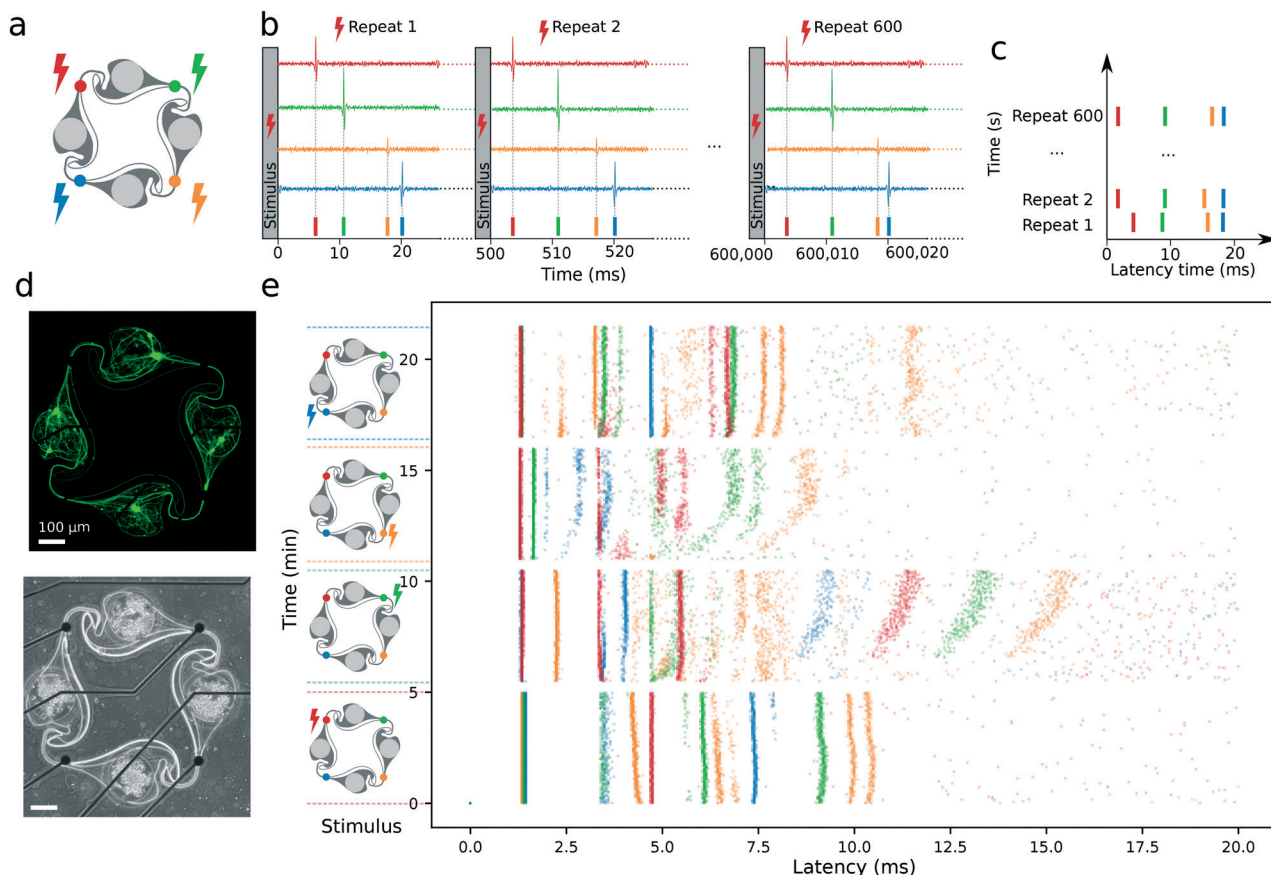 a
b
Repeat 1
Repeat 2
Repeat 600
c
Stimulus
Stimulus
Stimulus
...
0
10
20
500
510
520
600,000
600,010
600,020
Time (ms)
Time (s)
Repeat 600
...
...
Repeat 2
Repeat 1
0
10
20
Latency time (ms)
d
100 µm
e
Time (min)
20
15
10
5
0
Stimulus
0.0
2.5
5.0
7.5
10.0
12.5
15.0
17.5
20.0
Latency (ms)